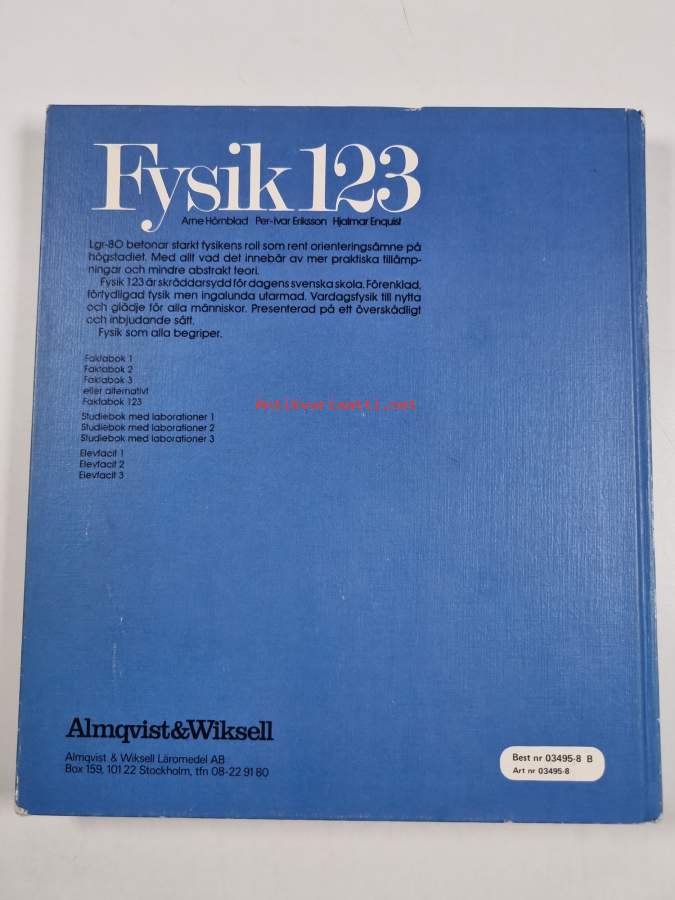 Fysik 123
Arne Hörnblad Per-Ivar Eriksson Hjalmar Enquist
Lgr-80 betonar starkt fysikens roll som rent orienteringsämne på
högstadiet. Med allt vad det innebär av mer praktiska tillämp-
ningar och mindre abstrakt teori.
Fysik 123 är skräddarsydd för dagens svenska skola. Förenklad,
förtydligad fysik men ingalunda utarmad. Vardagsfysik till nytta
och glädje för alla människor. Presenterad på ett överskådligt
och inbjudande sätt.
Fysik som alla begriper.
Faktabok 1
Faktabok 2
Faktabok 3
eller alternativt
Faktabok 123
Antikvariaatti.net
Studiebok med laborationer 1
Studiebok med laborationer 2
Studiebok med laborationer 3
Elevfacit 1
Elevfacit 2
Elevfacit 3
Almqvist&Wiksell
Almqvist & Wiksell Läromedel AB
Box 159, 101 22 Stockholm, tfn 08-22 91 80
Best nr 03495-8 B
Art nr 03495-8